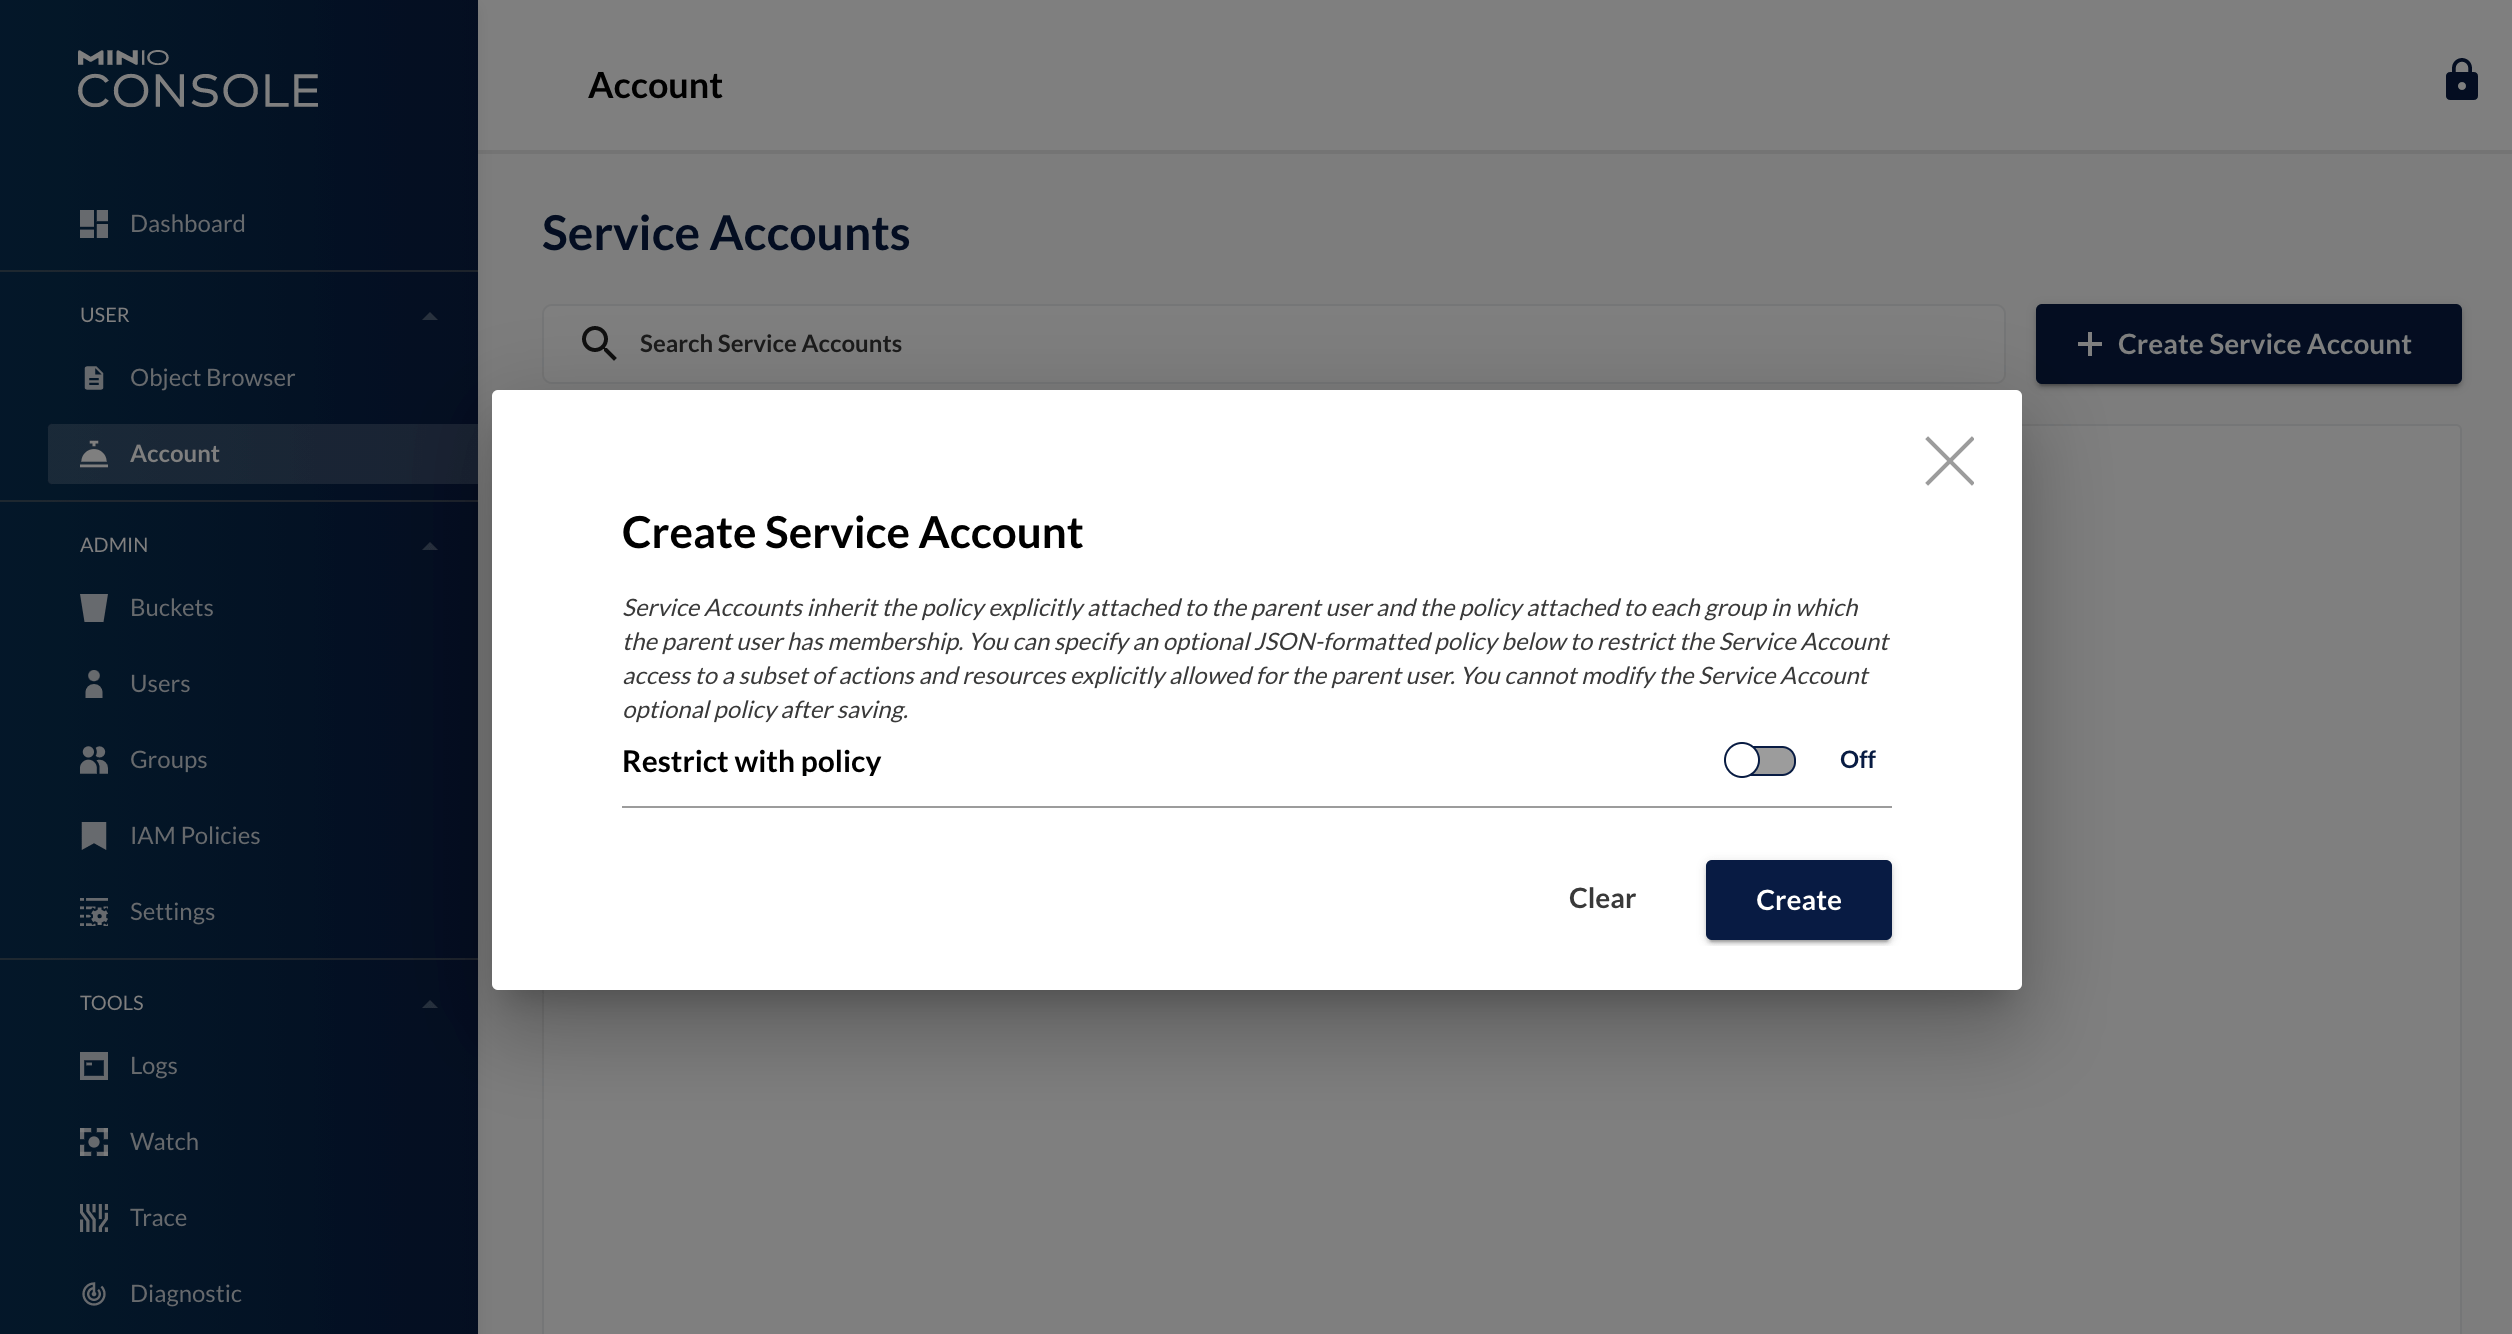 MINIO
CONSOLE
Dashboard
USER
Object Browser
Account
ADMIN
Buckets
Users
Groups
IAM Policies
Settings
TOOLS
Logs
Watch
Trace
Diagnostic
Account
Service Accounts
Search Service Accounts
Create Service Account
Create Service Account
Service Accounts inherit the policy explicitly attached to the parent user and the policy attached to each group in which
the parent user has membership. You can specify an optional JSON-formatted policy below to restrict the Service Account
access to a subset of actions and resources explicitly allowed for the parent user. You cannot modify the Service Account
optional policy after saving.
Restrict with policy
Off
Clear
Create